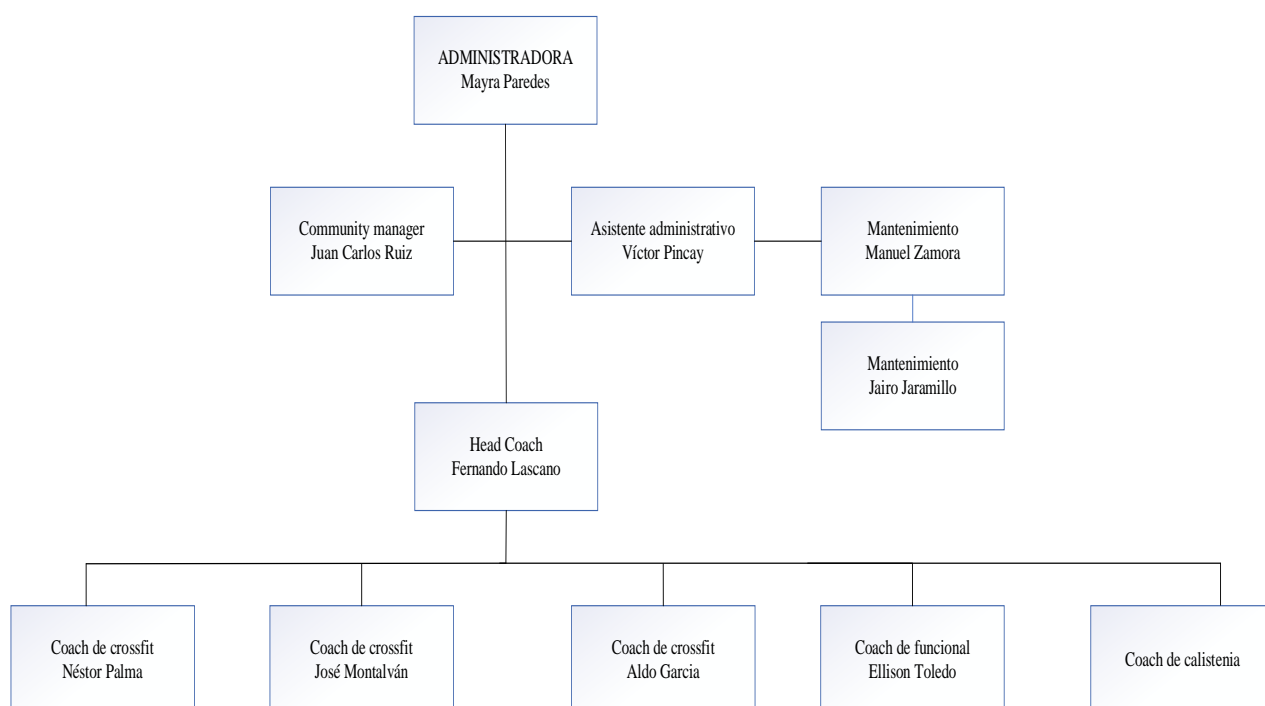 ADMINISTRADORA
Mayra Paredes
Community manager
Juan Carlos Ruiz
Asistente administrativo
Víctor Pincay
Mantenimiento
Manuel Zamora
Mantenimiento
Jairo Jaramillo
Head Coach
Fernando Lascano
Coach de crossfit
Néstor Palma
Coach de crossfit
José Montalván
Coach de crossfit
Aldo Garcia
Coach de funcional
Ellison Toledo
Coach de calistenia